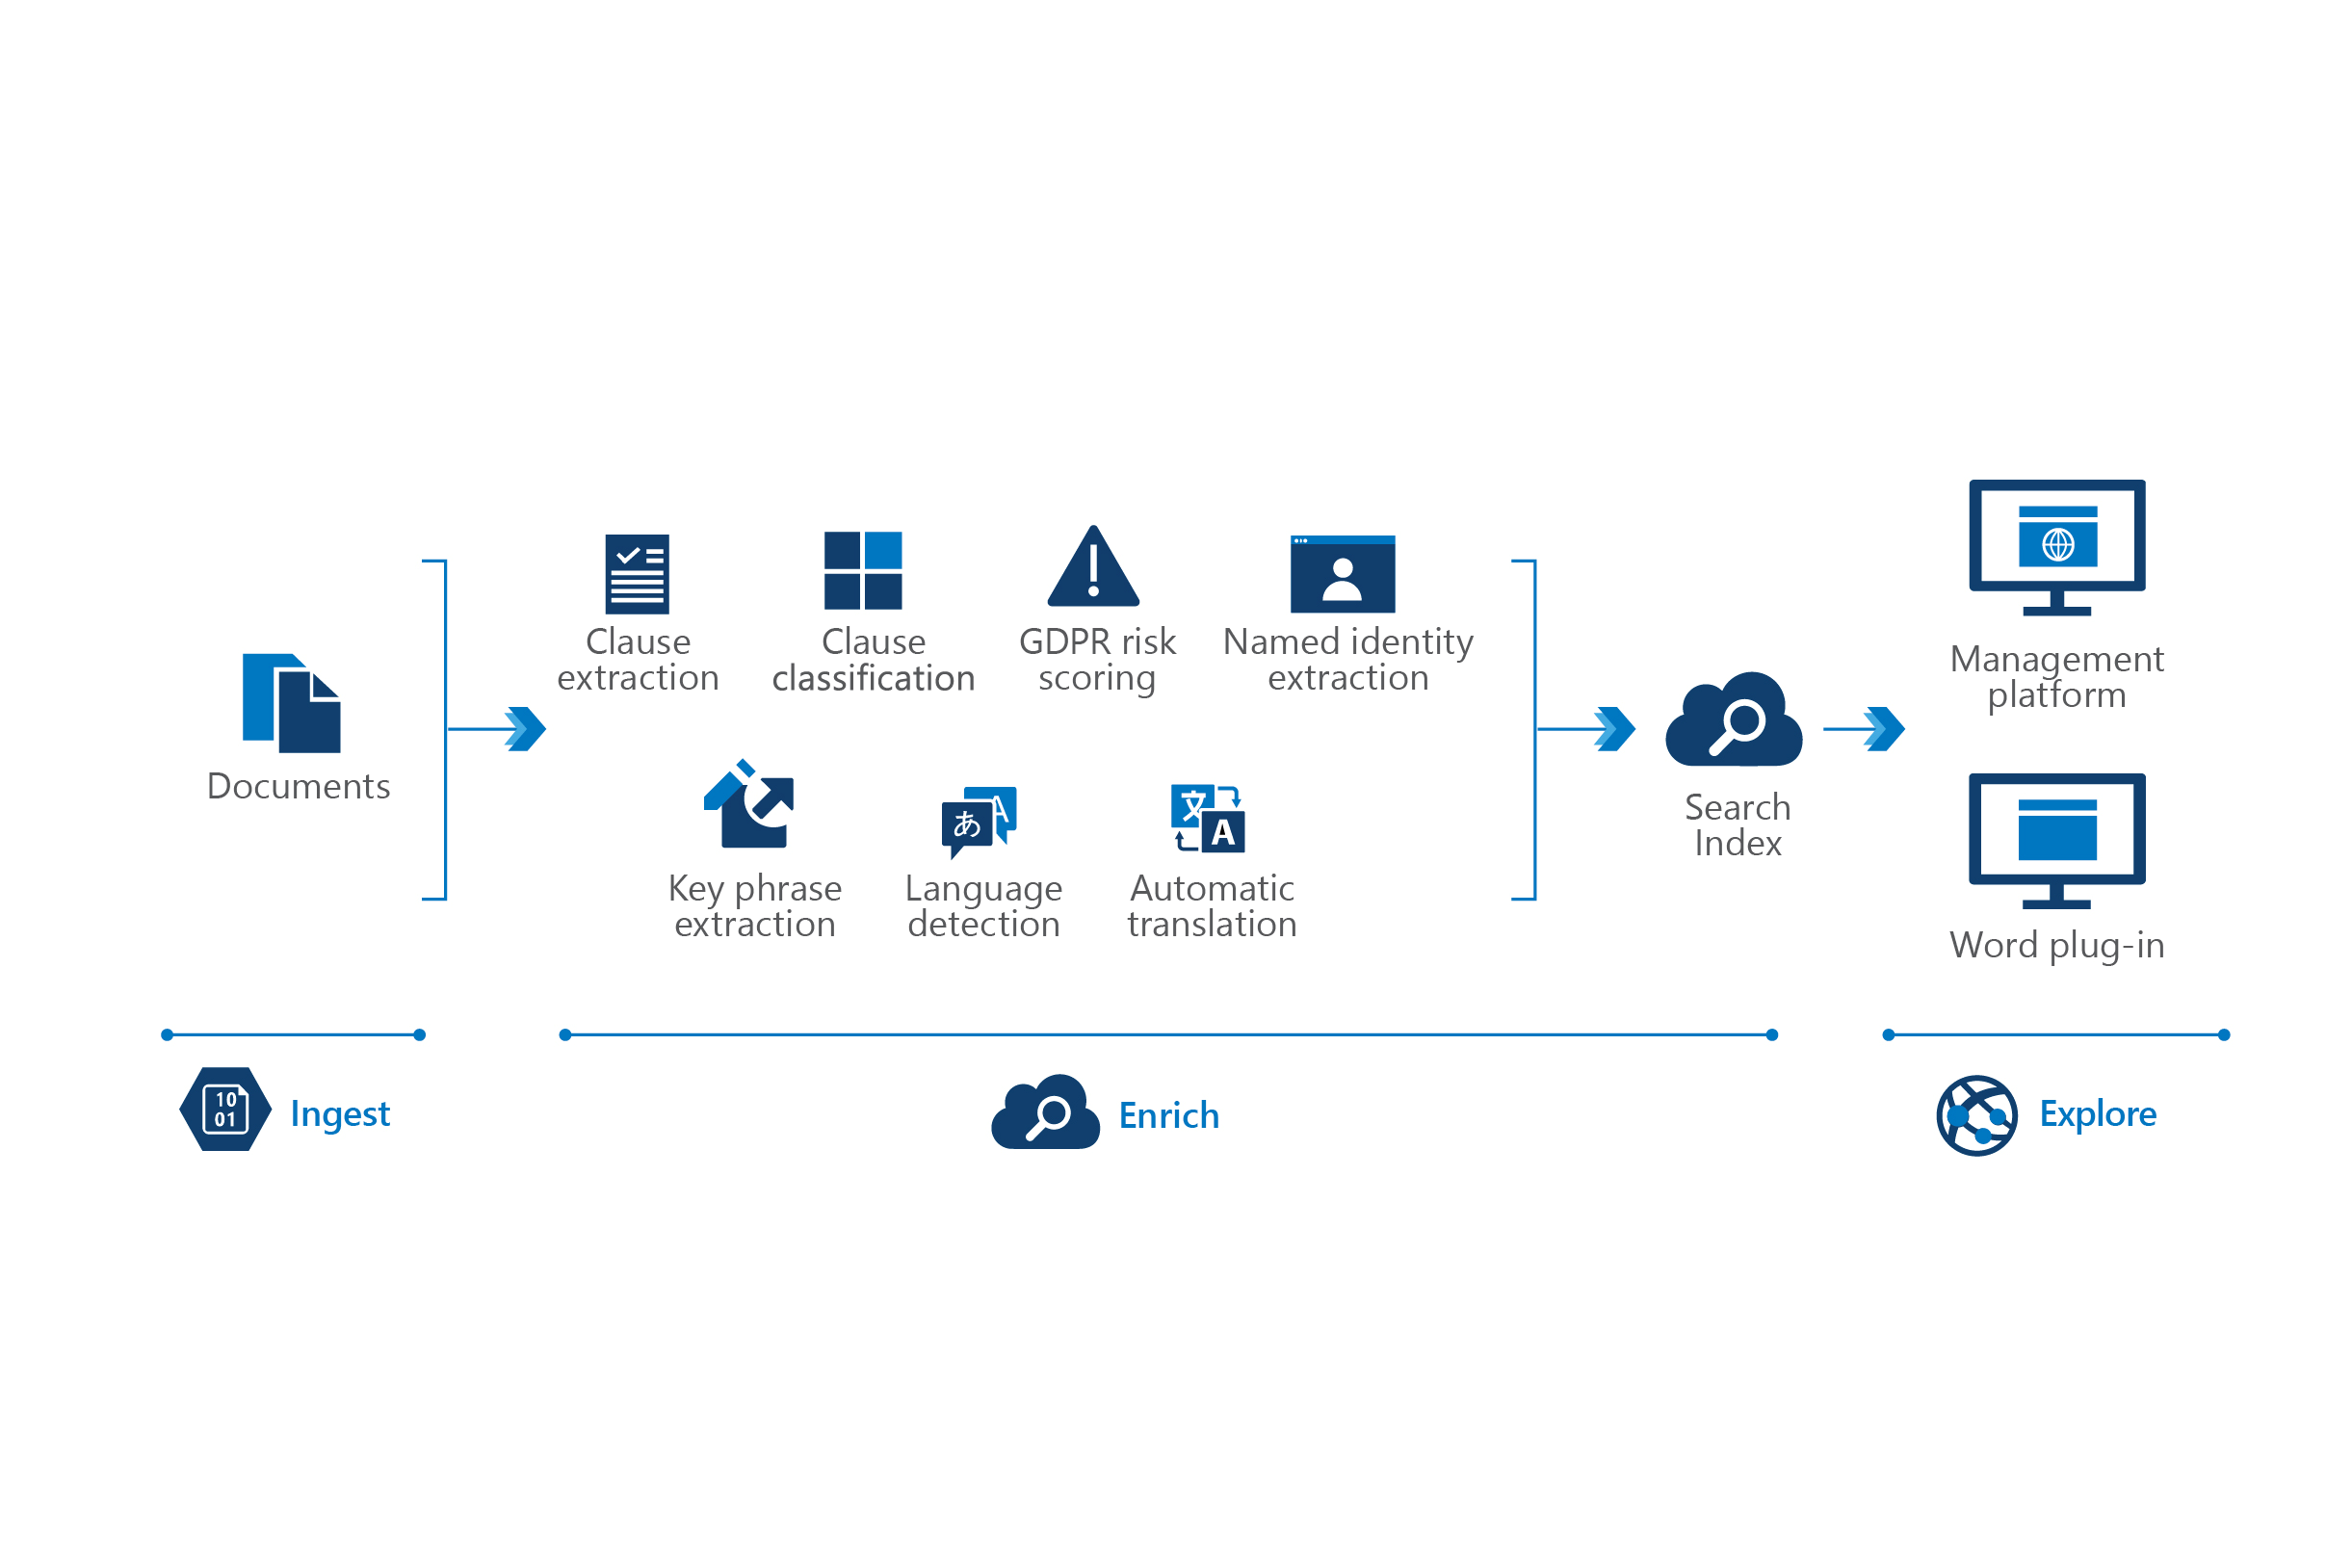 Documents
Clause
extraction
Clause
classification
GDPR risk
scoring
Named identity
extraction
Key phrase
extraction
あ A
Language
detection
文 A
Automatic
translation
Search
Index
Management
platform
Word plug-in
10
01
Ingest
Enrich
Explore